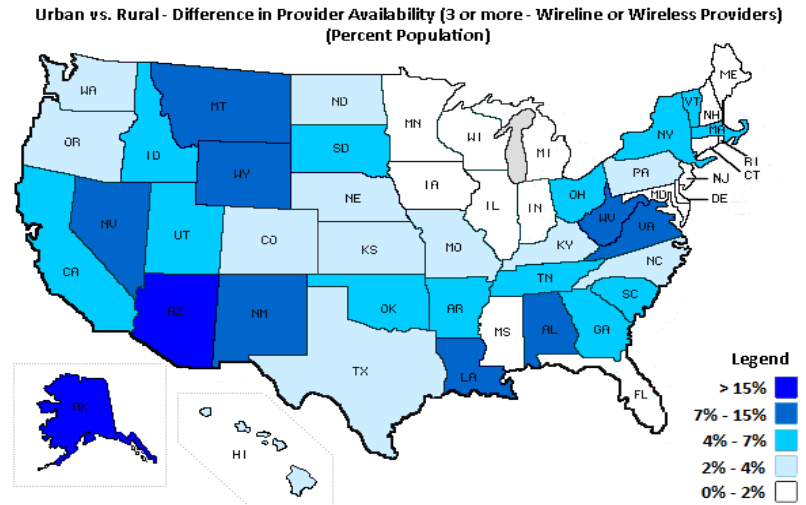 Urban vs. Rural - Difference in Provider Availability (3 or more - Wireline or Wireless Providers)
(Percent Population)
WA
MT
ND
MN
ME
VT
NH
OR
ID
SD
WI
MI
NY
MA
RI
CT
WY
IA
PA
NJ
NE
IL
IN
OH
MD
DE
NV
UT
CO
KS
MO
KY
WV
VA
CA
NC
AZ
NM
OK
AR
TN
SC
MS
AL
GA
TX
LA
FL
AK
HI
Legend
> 15%
7% - 15%
4% - 7%
2% - 4%
0% - 2%